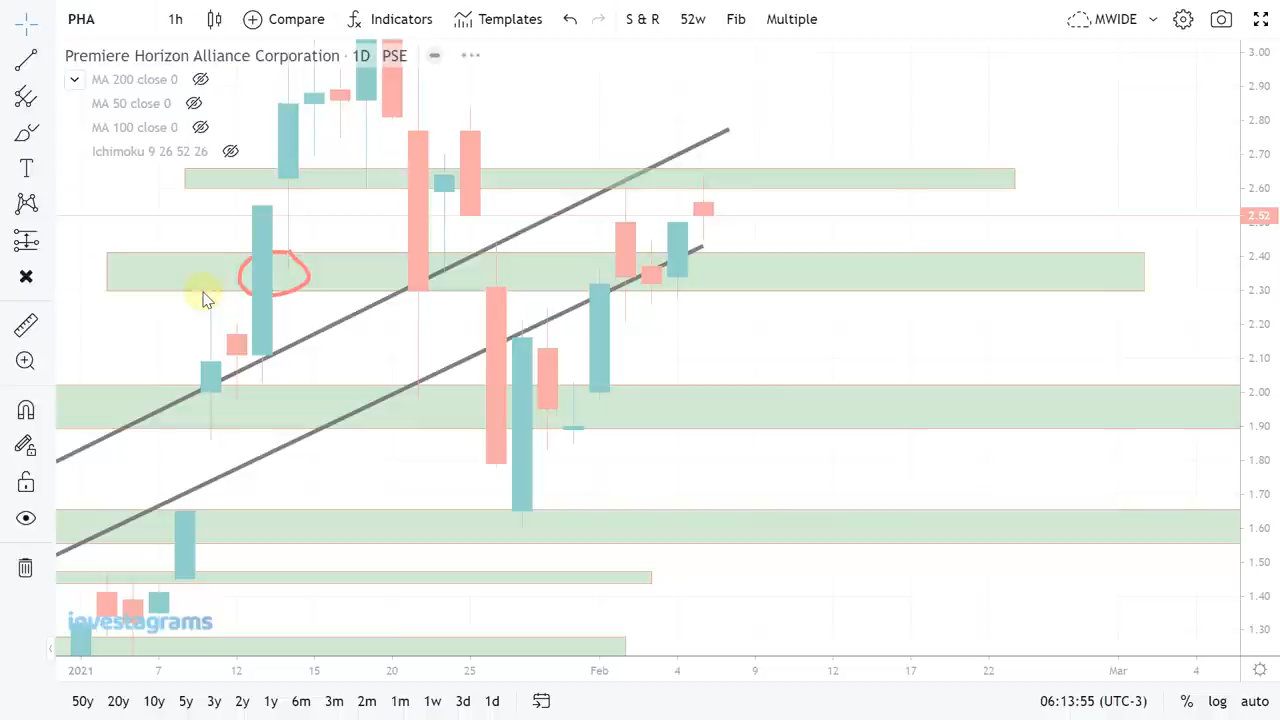 PHA 1h Compare Indicators Templates S & R 52w Fib Multiple MWIDE
Premiere Horizon Alliance Corporation · 1D PSE
MA 200 close 0
MA 50 close 0
MA 100 close 0
Ichimoku 9 26 52 26
3.00
2.90
2.80
2.70
2.60
2.52
2.40
2.30
2.20
2.10
2.00
1.90
1.80
1.70
1.60
1.50
1.40
1.30
investagrams
2021 7 12 14 20 25 Feb 4 9 12 17 22 Mar 4
50y 20y 10y 5y 3y 2y 1y 6m 3m 2m 1m 1w 3d 1d 06:13:55 (UTC-3) % log auto